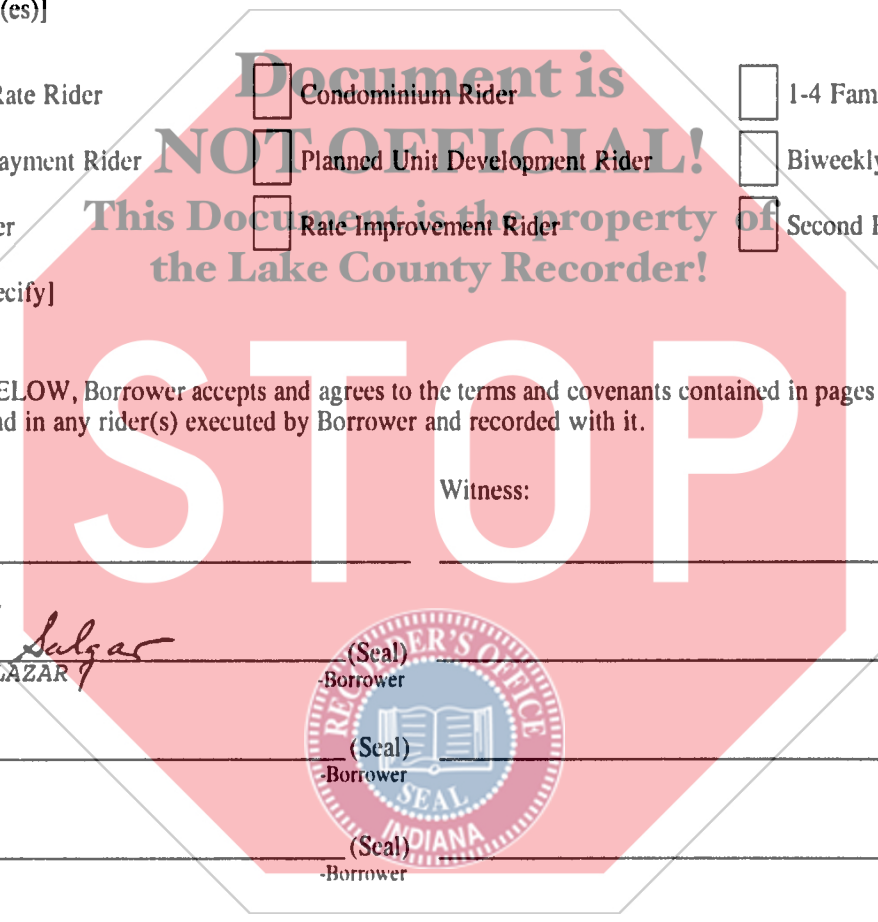 (es)]
Document is
Rate Rider Condominium Rider 1-4 Fam
NOT OFFICIAL!
ayment Rider Planned Unit Development Rider Biweekly
This Document is the property of
er Rate Improvement Rider Second H
the Lake County Recorder!
ecify]
STOP
ELOW, Borrower accepts and agrees to the terms and covenants contained in pages
nd in any rider(s) executed by Borrower and recorded with it.
Witness:
Salazar
(Seal)
LAZAR
-Borrower
RECORDER'S OFFICE
(Seal)
-Borrower
SEAL
INDIANA
(Seal)
-Borrower